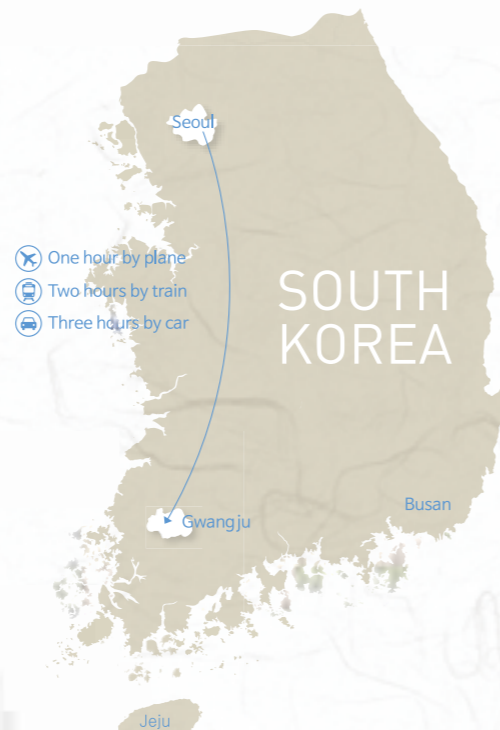 Seoul
One hour by plane
Two hours by train
Three hours by car
SOUTH
KOREA
Busan
Gwangju
Jeju